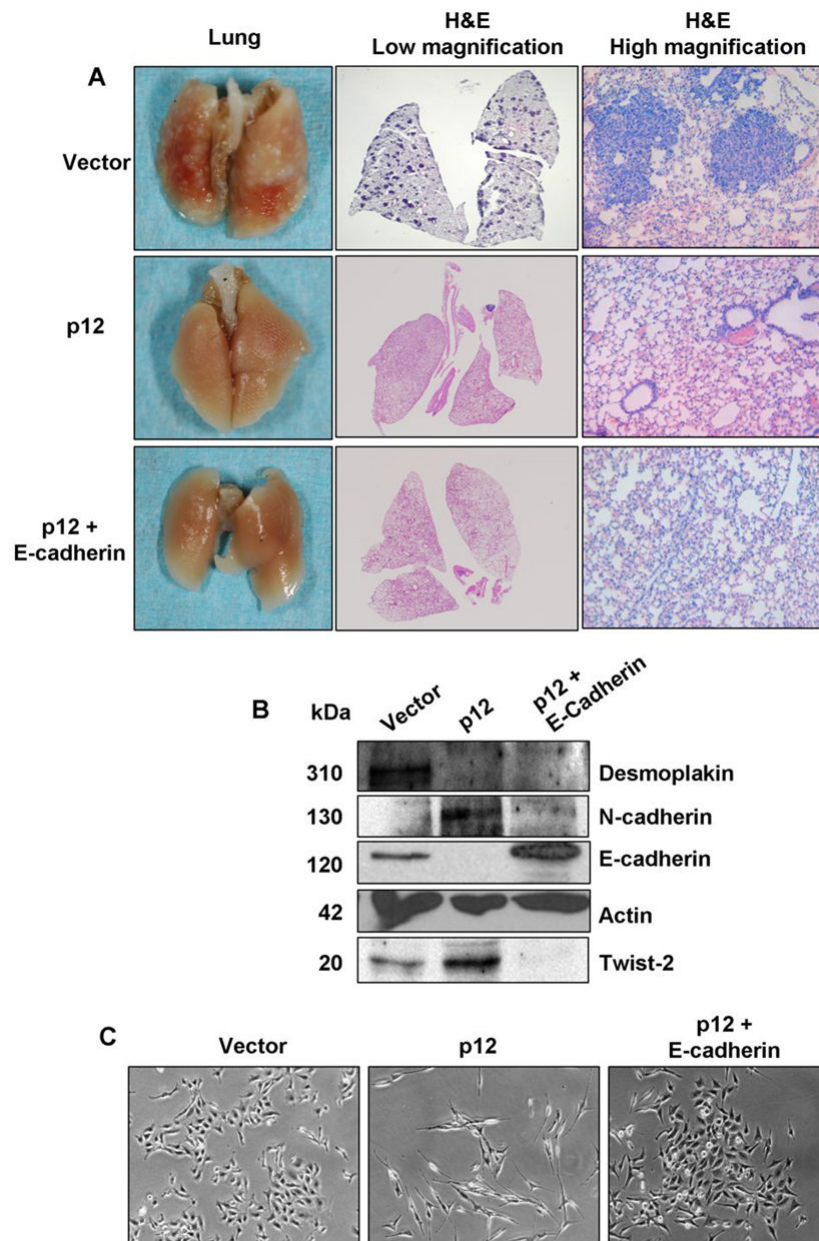 Lung
H&E
Low magnification
H&E
High magnification
A
Vector
p12
p12 +
E-cadherin
B
kDa
Vector
p12
p12 +
E-Cadherin
310
Desmoplakin
130
N-cadherin
120
E-cadherin
42
Actin
20
Twist-2
C
Vector
p12
p12 +
E-cadherin